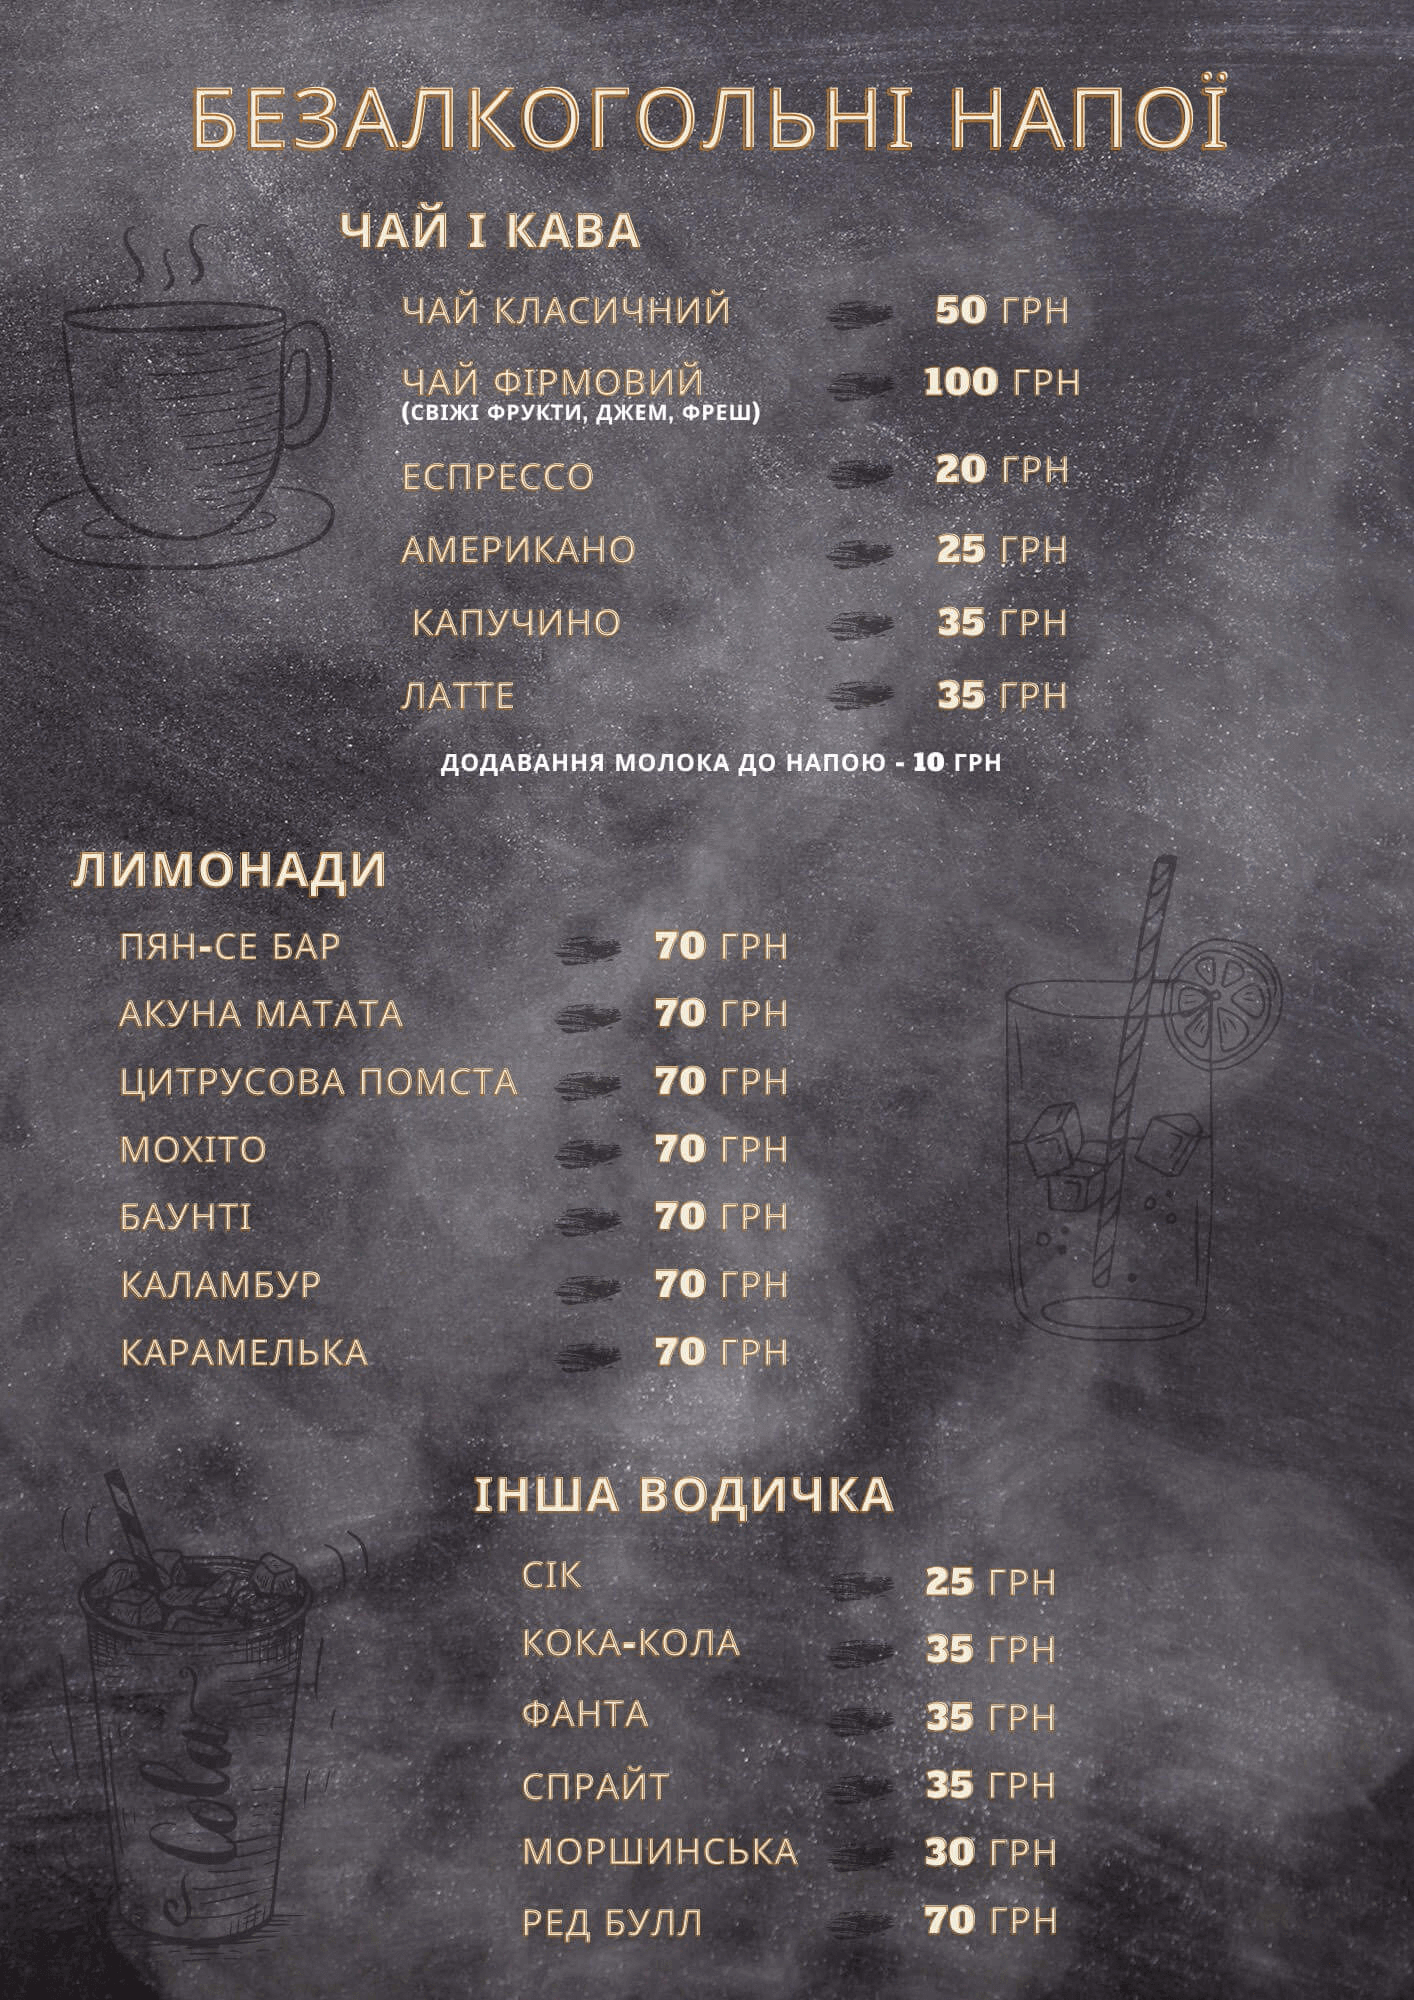 БЕЗАЛКОГОЛЬНІ НАПОЇ
ЧАЙ І КАВА
ЧАЙ КЛАСИЧНИЙ 50 ГРН
ЧАЙ ФІРМОВИЙ 100 ГРН
(СВІЖІ ФРУКТИ, ДЖЕМ, ФРЕШ)
ЕСПРЕССО 20 ГРН
АМЕРИКАНО 25 ГРН
КАПУЧИНО 35 ГРН
ЛАТТЕ 35 ГРН
ДОДАВАННЯ МОЛОКА ДО НАПОЮ - 10 ГРН
ЛИМОНАДИ
ПЯН-СЕ БАР 70 ГРН
АКУНА МАТАТА 70 ГРН
ЦИТРУСОВА ПОМСТА 70 ГРН
МОХІТО 70 ГРН
БАУНТІ 70 ГРН
КАЛАМБУР 70 ГРН
КАРАМЕЛЬКА 70 ГРН
ІНША ВОДИЧКА
СІК 25 ГРН
КОКА-КОЛА 35 ГРН
ФАНТА 35 ГРН
СПРАЙТ 35 ГРН
МОРШИНСЬКА 30 ГРН
РЕД БУЛЛ 70 ГРН
Cola